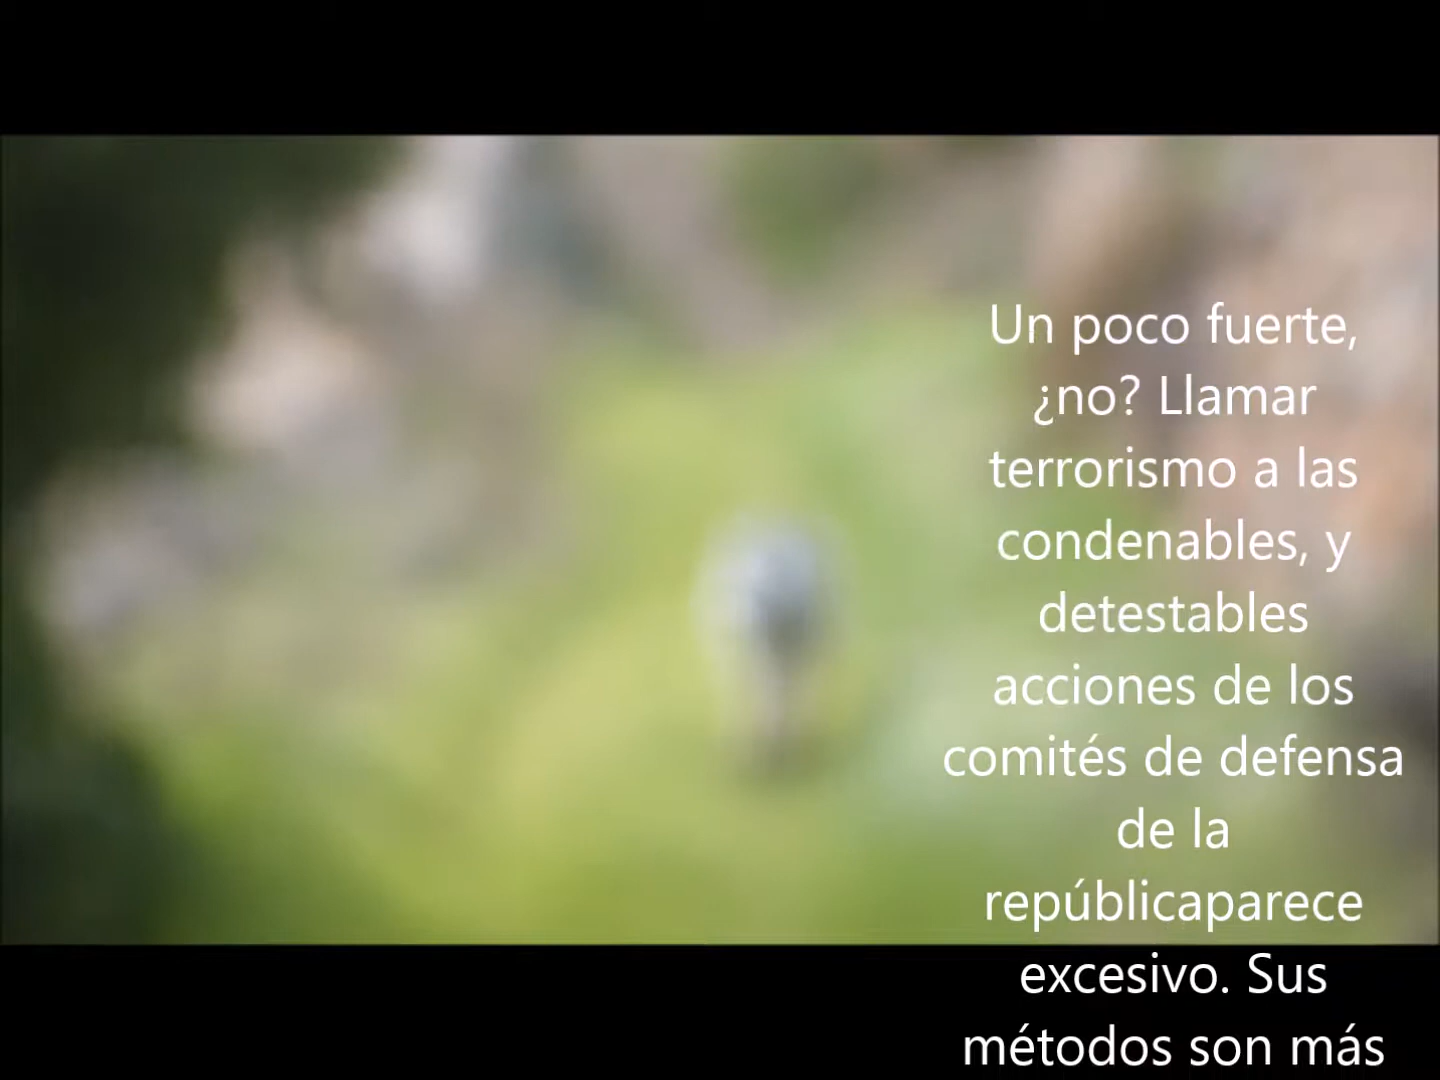 Un poco fuerte,
¿no? Llamar
terrorismo a las
condenables, y
detestables
acciones de los
comités de defensa
de la
repúblicaparece
excesivo. Sus
métodos son más